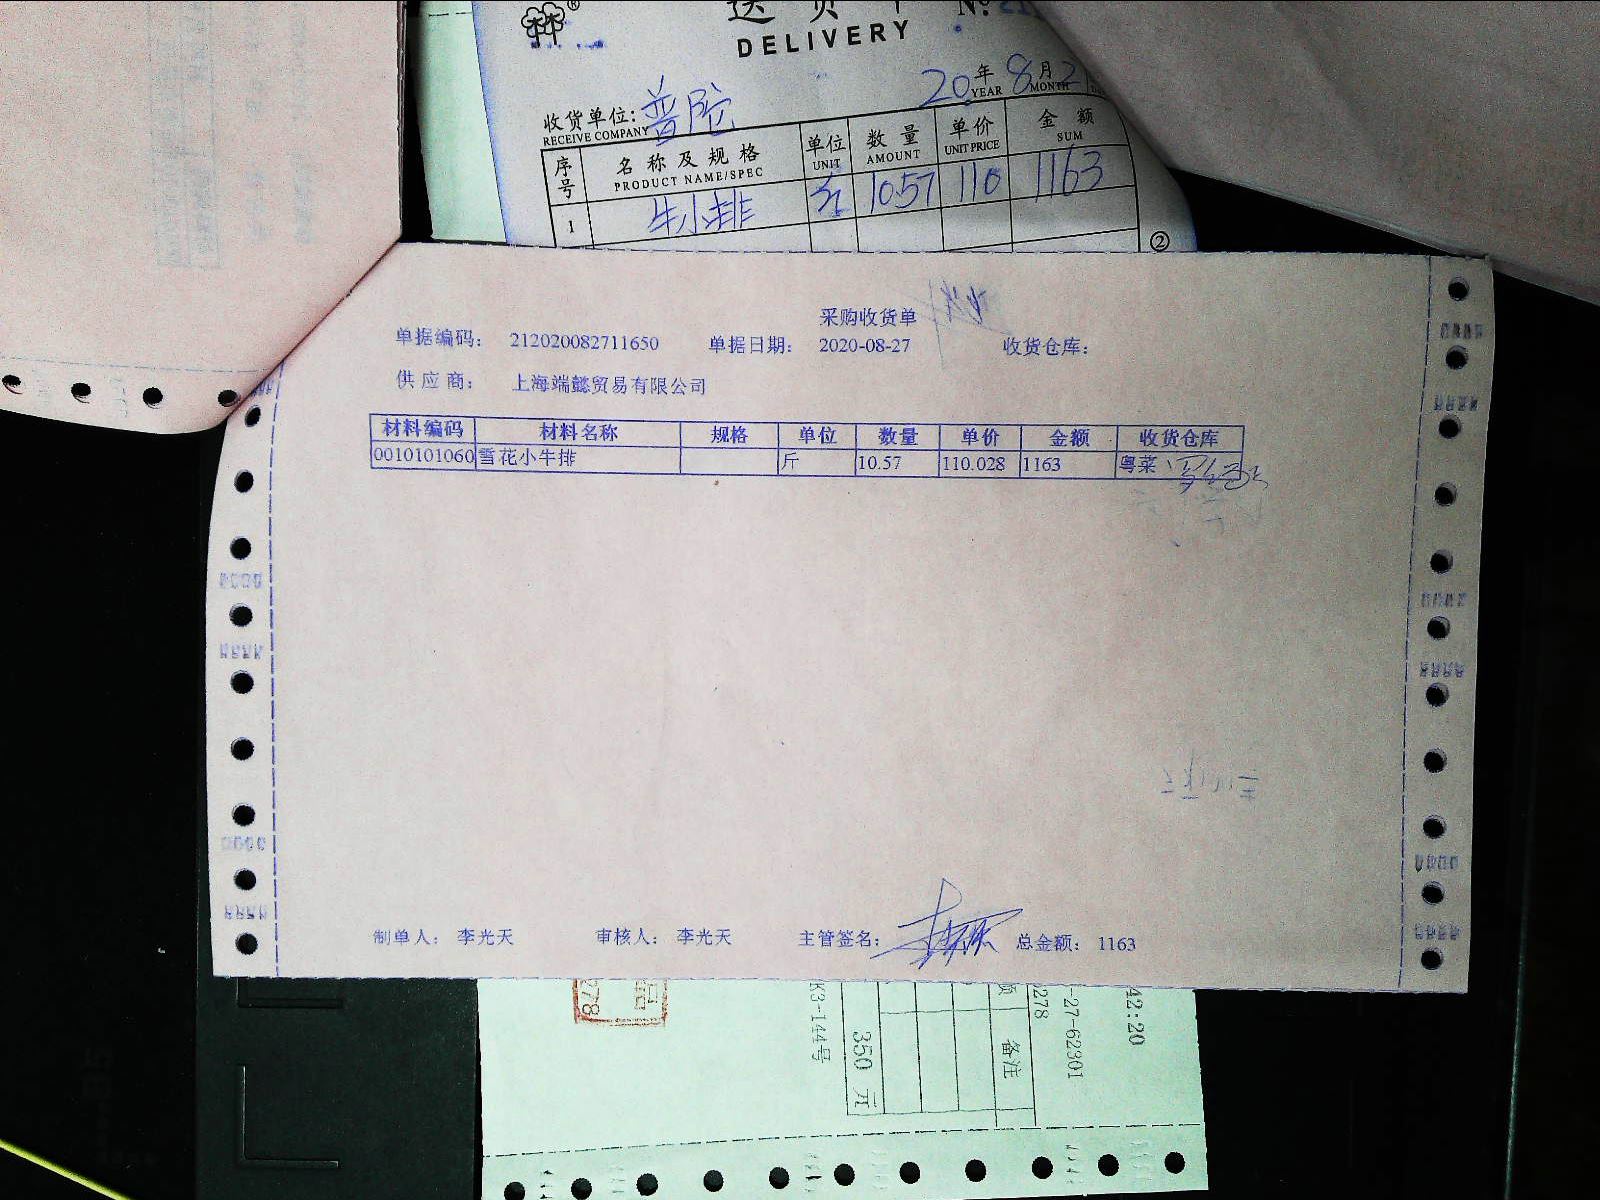 DELIVERY
20 年 8 月 2
YEAR MONTH
收货单位: 普陀
RECEIVE COMPANY
序号 名称及规格 单位 数量 单价 金额
PRODUCT NAME/SPEC UNIT AMOUNT UNIT PRICE SUM
1 牛小排 10.57 110 1163
②
采购收货单
单据编码: 212020082711650 单据日期: 2020-08-27 收货仓库:
供应商: 上海端懿贸易有限公司
材料编码 材料名称 规格 单位 数量 单价 金额 收货仓库
0010101060 雪花小牛排 斤 10.57 110.028 1163 粤菜
制单人: 李光天 审核人: 李光天 主管签名: 总金额: 1163
42:20
-27-62301
0278
备注
350 元
K3-144号
278